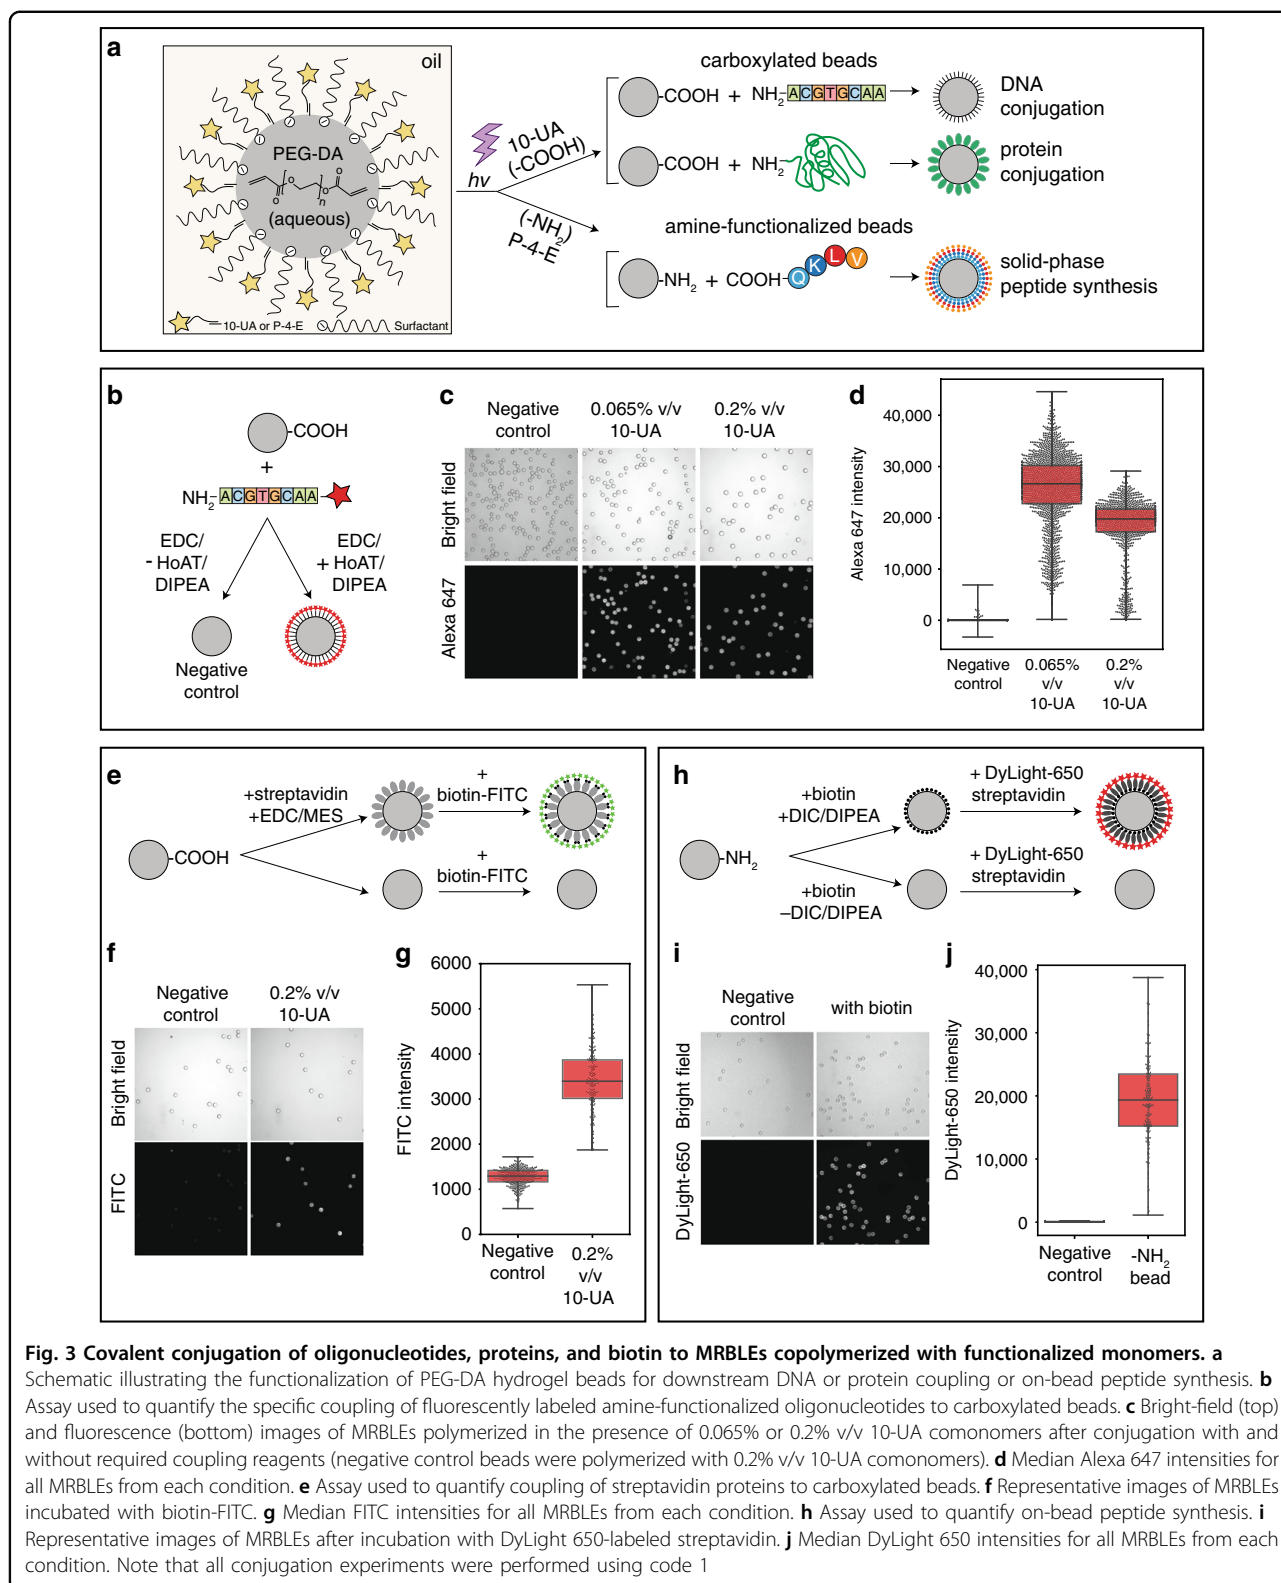 a
oil
PEG-DA
O
O
O
O
n
(aqueous)
10-UA or P-4-E
Surfactant
hv
10-UA
(-COOH)
(-NH2)
P-4-E
carboxylated beads
-COOH + NH2- A C G T G C A A
DNA
conjugation
-COOH + NH2-
protein
conjugation
amine-functionalized beads
-NH2 + COOH- Q K L V
solid-phase
peptide synthesis
b
-COOH
+
NH2- A C G T G C A A
EDC/
- HoAT/
DIPEA
EDC/
+ HoAT/
DIPEA
Negative
control
c
Negative
control
0.065% v/v
10-UA
0.2% v/v
10-UA
Bright field
Alexa 647
d
Alexa 647 intensity
40,000
30,000
20,000
10,000
0
Negative
control
0.065%
v/v
10-UA
0.2%
v/v
10-UA
e
-COOH
+streptavidin
+EDC/MES
+
biotin-FITC
+
biotin-FITC
f
Negative
control
0.2% v/v
10-UA
Bright field
FITC
g
FITC intensity
6000
5000
4000
3000
2000
1000
0
Negative
control
0.2%
v/v
10-UA
h
-NH2
+biotin
+DIC/DIPEA
+ DyLight-650
streptavidin
+biotin
–DIC/DIPEA
+ DyLight-650
streptavidin
i
Negative
control
with biotin
Bright field
DyLight-650
j
DyLight-650 intensity
40,000
30,000
20,000
10,000
0
Negative
control
-NH2
bead
Fig. 3 Covalent conjugation of oligonucleotides, proteins, and biotin to MRBLEs copolymerized with functionalized monomers. a
Schematic illustrating the functionalization of PEG-DA hydrogel beads for downstream DNA or protein coupling or on-bead peptide synthesis. b
Assay used to quantify the specific coupling of fluorescently labeled amine-functionalized oligonucleotides to carboxylated beads. c Bright-field (top)
and fluorescence (bottom) images of MRBLEs polymerized in the presence of 0.065% or 0.2% v/v 10-UA comonomers after conjugation with and
without required coupling reagents (negative control beads were polymerized with 0.2% v/v 10-UA comonomers). d Median Alexa 647 intensities for
all MRBLEs from each condition. e Assay used to quantify coupling of streptavidin proteins to carboxylated beads. f Representative images of MRBLEs
incubated with biotin-FITC. g Median FITC intensities for all MRBLEs from each condition. h Assay used to quantify on-bead peptide synthesis. i
Representative images of MRBLEs after incubation with DyLight 650-labeled streptavidin. j Median DyLight 650 intensities for all MRBLEs from each
condition. Note that all conjugation experiments were performed using code 1